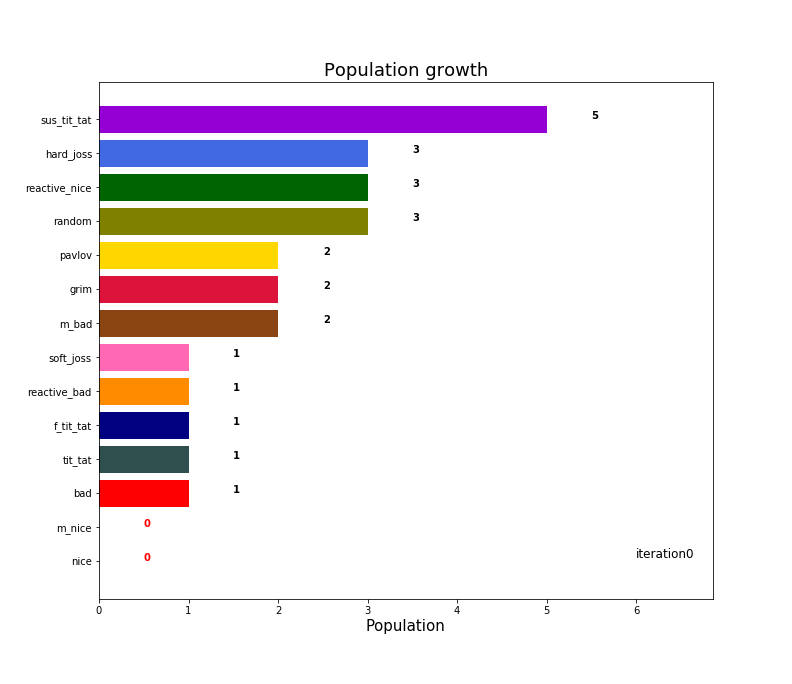 Population growth
sus_tit_tat 5
hard_joss 3
reactive_nice 3
random 3
pavlov 2
grim 2
m_bad 2
soft_joss 1
reactive_bad 1
f_tit_tat 1
tit_tat 1
bad 1
m_nice 0
nice 0
iteration0
0 1 2 3 4 5 6
Population